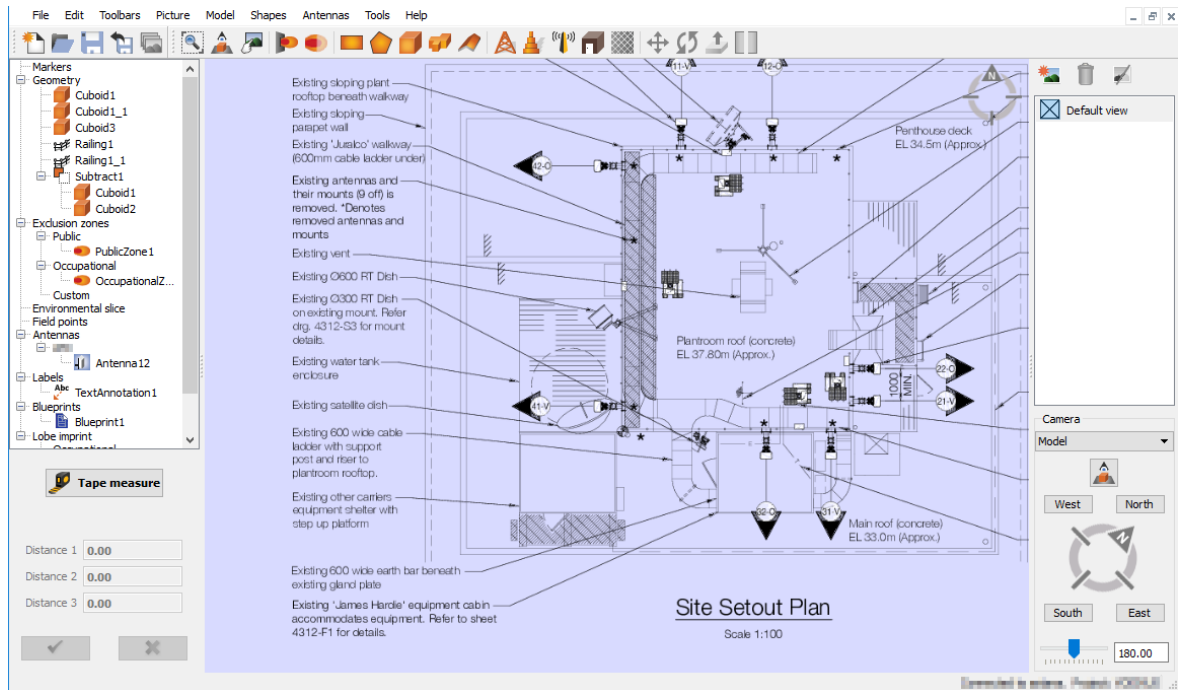 File Edit Toolbars Picture Model Shapes Antennas Tools Help
Markers
Geometry
Cuboid1
Cuboid1_1
Cuboid3
Railing1
Railing1_1
Subtract1
Cuboid1
Cuboid2
Exclusion zones
Public
PublicZone1
Occupational
OccupationalZ...
Custom
Environmental slice
Field points
Antennas
Antenna12
Labels
Abc
TextAnnotation1
Blueprints
Blueprint1
Lobe imprint
Tape measure
Distance 1 0.00
Distance 2 0.00
Distance 3 0.00
Existing sloping plant
rooftop beneath walkway
Existing sloping
parapet wall
Existing 'Juralco' walkway
(600mm cable ladder under)
Existing antennas and
their mounts (9 off) is
removed. *Denotes
removed antennas and
mounts
Existing vent
Existing Ø600 RT Dish
Existing Ø300 RT Dish
on existing mount. Refer
drg. 4312-S3 for mount
details.
Existing water tank
enclosure
Existing satellite dish
Existing 600 wide cable
ladder with support
post and riser to
plantroom rooftop.
Existing other carriers
equipment shelter with
step up platform
Existing 600 wide earth bar beneath
existing gland plate
Existing 'James Hardie' equipment cabin
accommodates equipment. Refer to sheet
4312-F1 for details.
11-V
12-O
42-O
41-V
Penthouse deck
EL 34.5m (Approx.)
Plantroom roof (concrete)
EL 37.80m (Approx.)
22-O
1000
MIN.
21-V
32-O
31-V
Main roof (concrete)
EL 33.0m (Approx.)
Site Setout Plan
Scale 1:100
N
Default view
Camera
Model
West North
N
South East
180.00